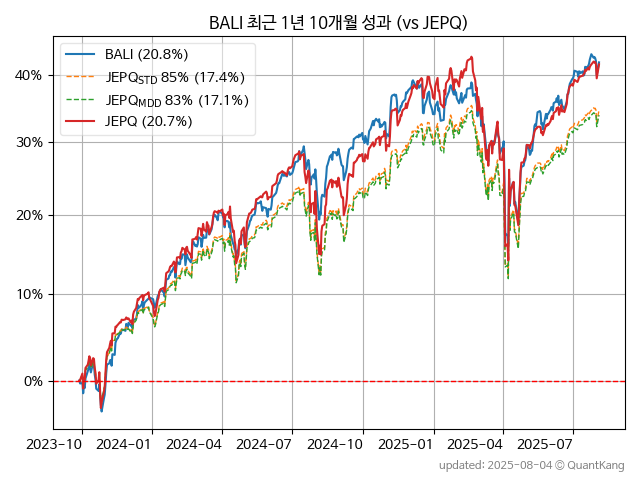 BALI 최근 1년 10개월 성과 (vs JEPQ)
BALI (20.8%)
JEPQSTD 85% (17.4%)
JEPQMDD 83% (17.1%)
JEPQ (20.7%)
40%
30%
20%
10%
0%
2023-10 2024-01 2024-04 2024-07 2024-10 2025-01 2025-04 2025-07
updated: 2025-08-04 © QuantKang